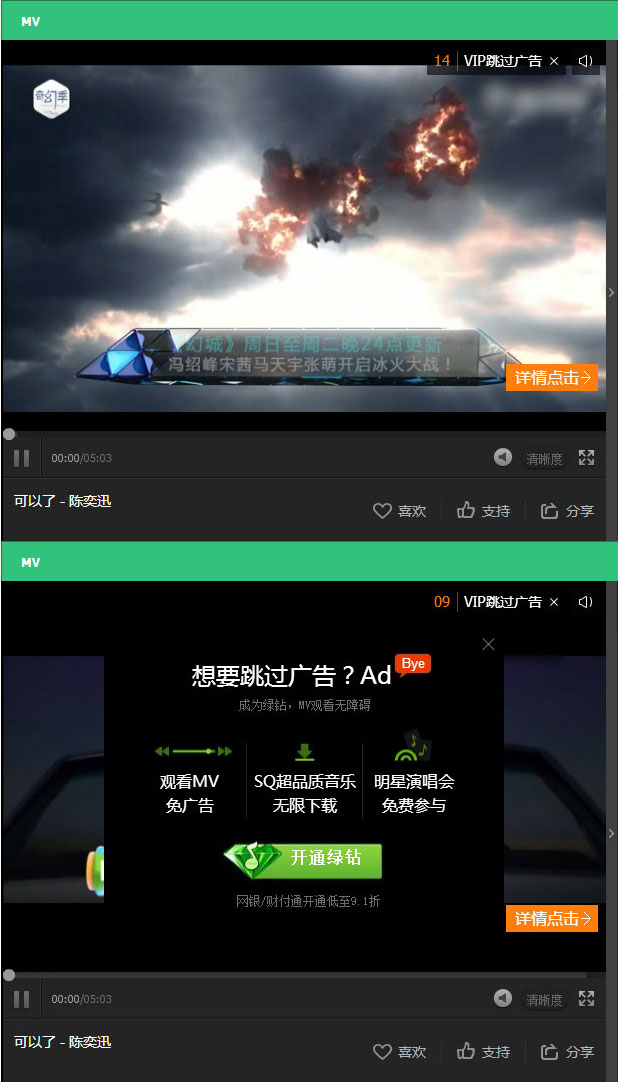 MV
14 VIP跳过广告 ×
奇幻季
《幻城》周日至周二晚24点更新
冯绍峰宋茜马天宇张萌开启冰火大战！
详情点击
00:00/05:03
清晰度
可以了 - 陈奕迅
喜欢
支持
分享
MV
09 VIP跳过广告 ×
想要跳过广告？Ad Bye
成为绿钻，MV观看无障碍
观看MV
免广告
SQ超品质音乐
无限下载
明星演唱会
免费参与
开通绿钻
网银/财付通开通低至9.1折
详情点击
00:00/05:03
清晰度
可以了 - 陈奕迅
喜欢
支持
分享